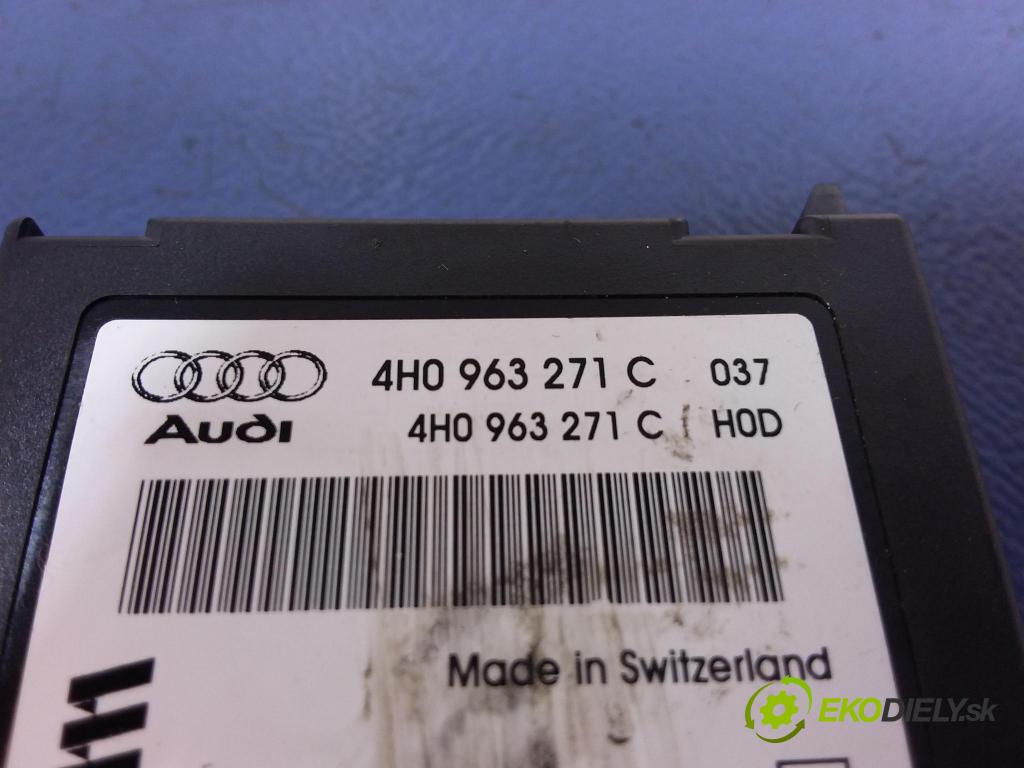 4H0 963 271 C 037
Audi 4H0 963 271 C H0D
Made in Switzerland
EKODIELY.sk